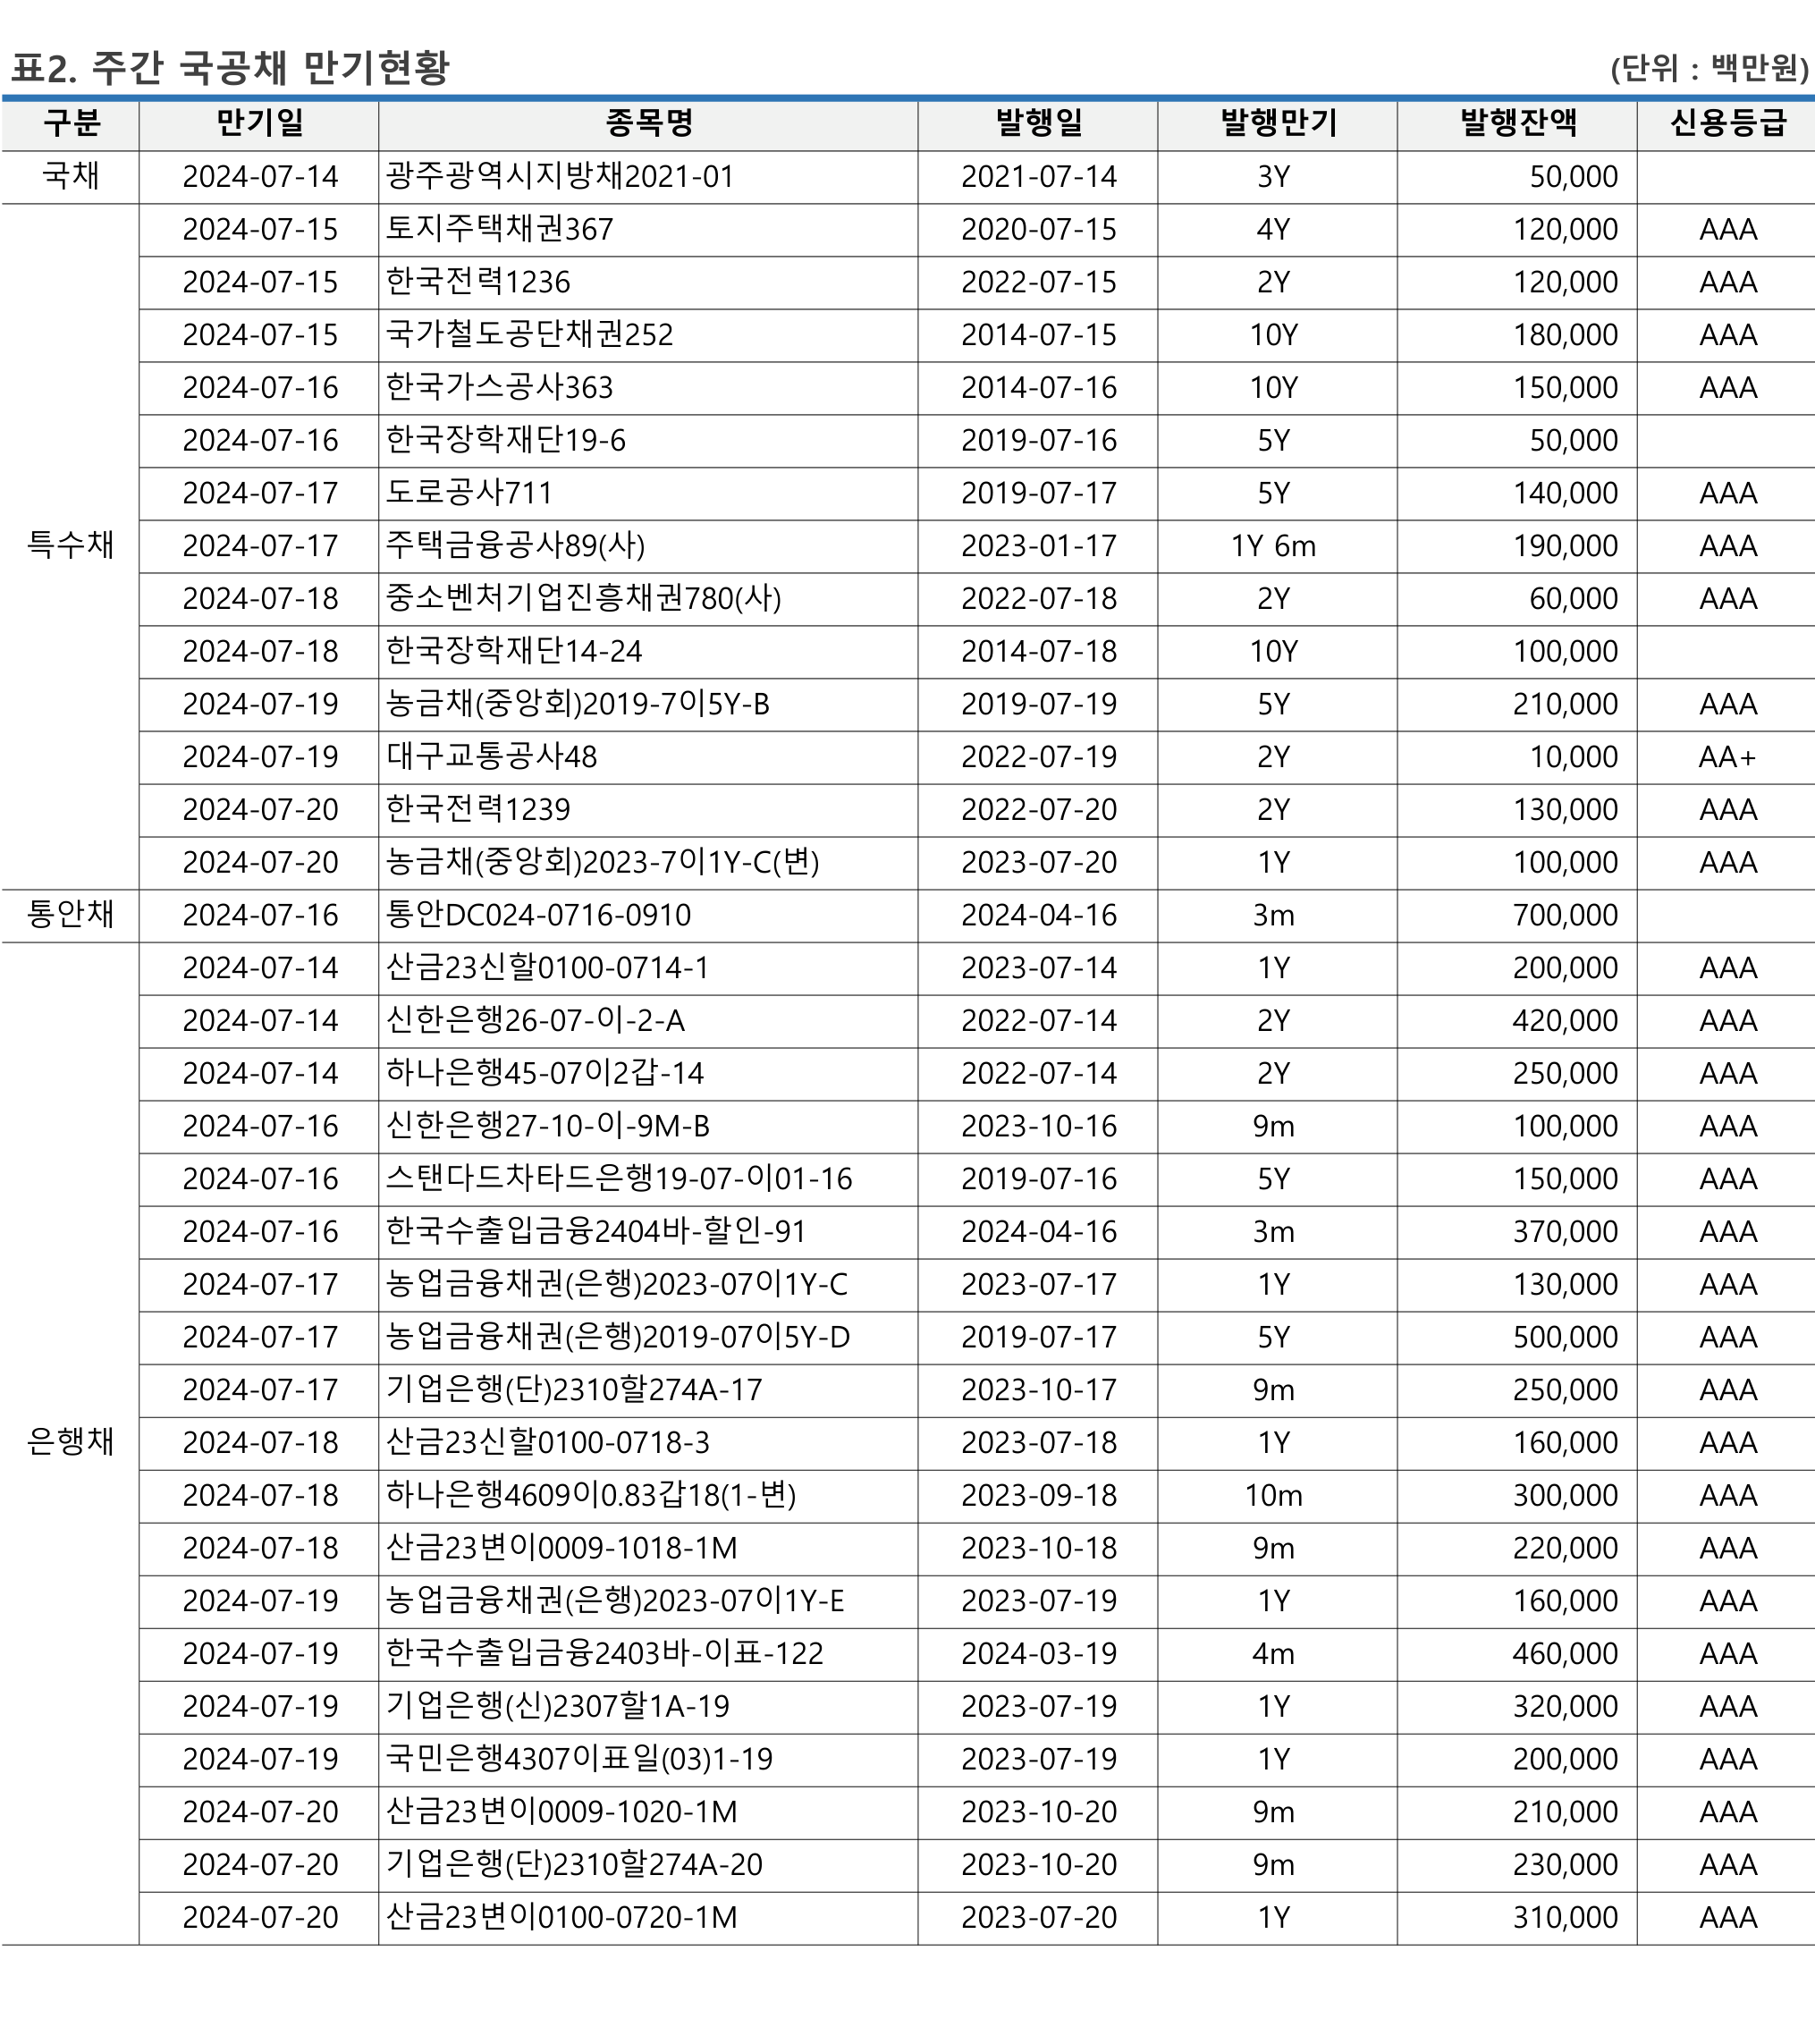 표2. 주간 국공채 만기현황 (단위 : 백만원)
구분 만기일 종목명 발행일 발행만기 발행잔액 신용등급
국채 2024-07-14 광주광역시지방채2021-01 2021-07-14 3Y 50,000
2024-07-15 토지주택채권367 2020-07-15 4Y 120,000 AAA
2024-07-15 한국전력1236 2022-07-15 2Y 120,000 AAA
2024-07-15 국가철도공단채권252 2014-07-15 10Y 180,000 AAA
2024-07-16 한국가스공사363 2014-07-16 10Y 150,000 AAA
2024-07-16 한국장학재단19-6 2019-07-16 5Y 50,000
2024-07-17 도로공사711 2019-07-17 5Y 140,000 AAA
특수채 2024-07-17 주택금융공사89(사) 2023-01-17 1Y 6m 190,000 AAA
2024-07-18 중소벤처기업진흥채권780(사) 2022-07-18 2Y 60,000 AAA
2024-07-18 한국장학재단14-24 2014-07-18 10Y 100,000
2024-07-19 농금채(중앙회)2019-7이5Y-B 2019-07-19 5Y 210,000 AAA
2024-07-19 대구교통공사48 2022-07-19 2Y 10,000 AA+
2024-07-20 한국전력1239 2022-07-20 2Y 130,000 AAA
2024-07-20 농금채(중앙회)2023-7이1Y-C(변) 2023-07-20 1Y 100,000 AAA
통안채 2024-07-16 통안DC024-0716-0910 2024-04-16 3m 700,000
2024-07-14 산금23신할0100-0714-1 2023-07-14 1Y 200,000 AAA
2024-07-14 신한은행26-07-이-2-A 2022-07-14 2Y 420,000 AAA
2024-07-14 하나은행45-07이2갑-14 2022-07-14 2Y 250,000 AAA
2024-07-16 신한은행27-10-이-9M-B 2023-10-16 9m 100,000 AAA
2024-07-16 스탠다드차타드은행19-07-이01-16 2019-07-16 5Y 150,000 AAA
2024-07-16 한국수출입금융2404바-할인-91 2024-04-16 3m 370,000 AAA
2024-07-17 농업금융채권(은행)2023-07이1Y-C 2023-07-17 1Y 130,000 AAA
2024-07-17 농업금융채권(은행)2019-07이5Y-D 2019-07-17 5Y 500,000 AAA
2024-07-17 기업은행(단)2310할274A-17 2023-10-17 9m 250,000 AAA
은행채 2024-07-18 산금23신할0100-0718-3 2023-07-18 1Y 160,000 AAA
2024-07-18 하나은행4609이0.83갑18(1-변) 2023-09-18 10m 300,000 AAA
2024-07-18 산금23변이0009-1018-1M 2023-10-18 9m 220,000 AAA
2024-07-19 농업금융채권(은행)2023-07이1Y-E 2023-07-19 1Y 160,000 AAA
2024-07-19 한국수출입금융2403바-이표-122 2024-03-19 4m 460,000 AAA
2024-07-19 기업은행(신)2307할1A-19 2023-07-19 1Y 320,000 AAA
2024-07-19 국민은행4307이표일(03)1-19 2023-07-19 1Y 200,000 AAA
2024-07-20 산금23변이0009-1020-1M 2023-10-20 9m 210,000 AAA
2024-07-20 기업은행(단)2310할274A-20 2023-10-20 9m 230,000 AAA
2024-07-20 산금23변이0100-0720-1M 2023-07-20 1Y 310,000 AAA